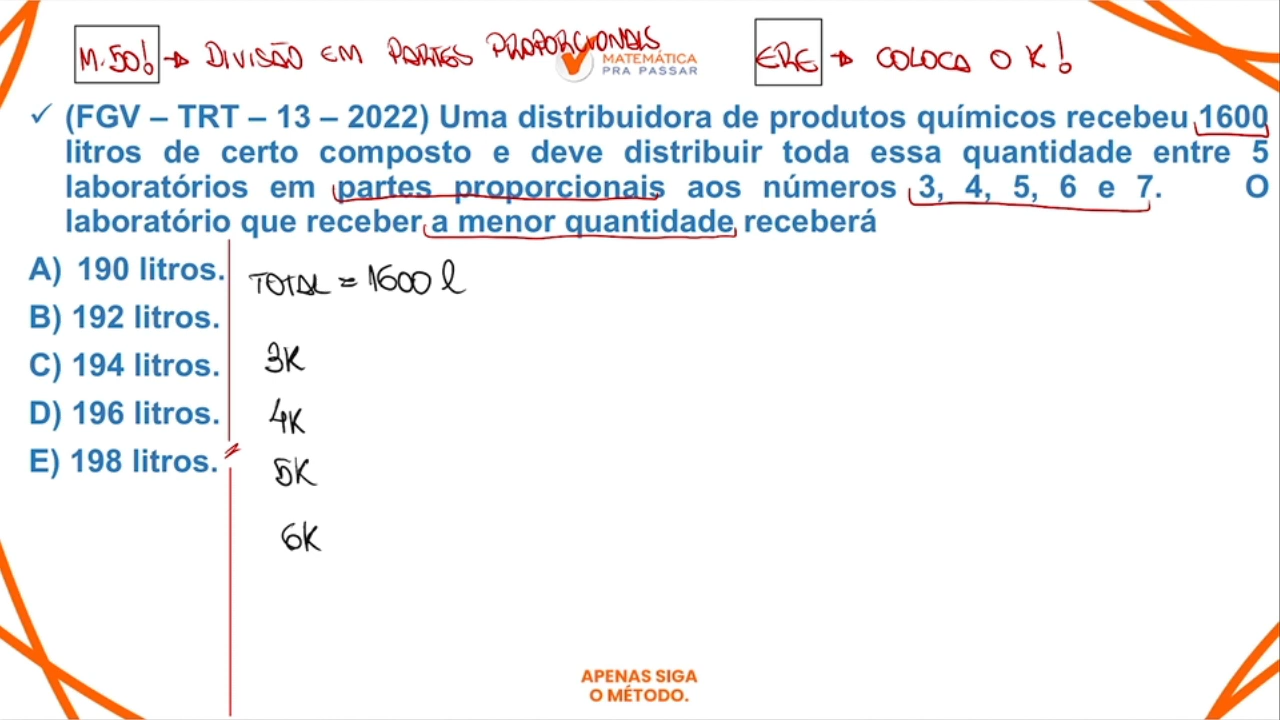 M.50! → DIVISÃO EM PARTES PROPORCIONAIS
MATEMÁTICA
PRA PASSAR
ERE → COLOCA O K!
✓ (FGV – TRT – 13 – 2022) Uma distribuidora de produtos químicos recebeu 1600
litros de certo composto e deve distribuir toda essa quantidade entre 5
laboratórios em partes proporcionais aos números 3, 4, 5, 6 e 7. O
laboratório que receber a menor quantidade receberá
A) 190 litros.
B) 192 litros.
C) 194 litros.
D) 196 litros.
E) 198 litros.
TOTAL = 1600 l
3K
4K
5K
6K
APENAS SIGA
O MÉTODO.